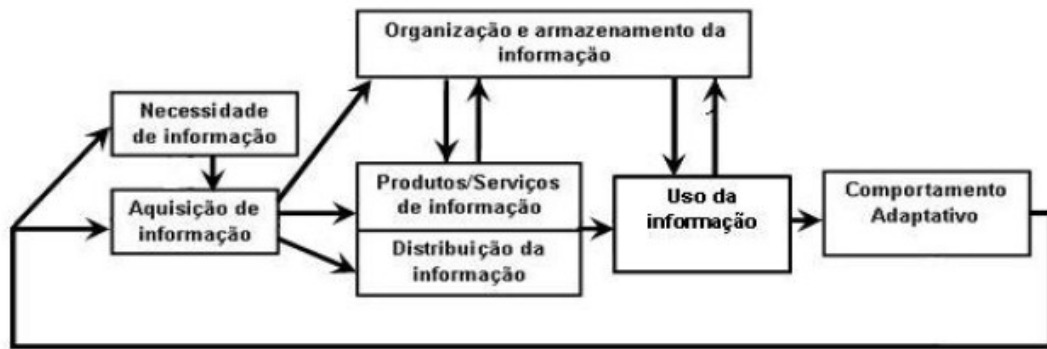 Organização e armazenamento da
informação
Necessidade
de informação
Aquisição de
informação
Produtos/Serviços
de informação
Distribuição da
informação
Uso da
informação
Comportamento
Adaptativo